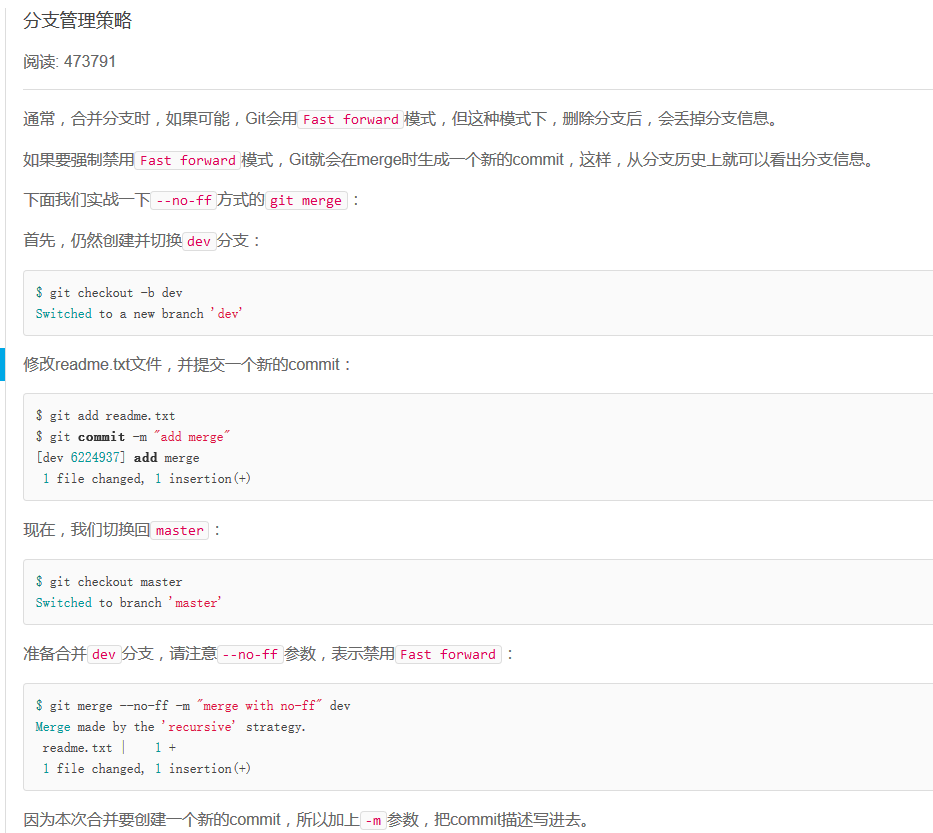 分支管理策略
阅读: 473791
通常，合并分支时，如果可能，Git会用Fast forward模式，但这种模式下，删除分支后，会丢掉分支信息。
如果要强制禁用Fast forward模式，Git就会在merge时生成一个新的commit，这样，从分支历史上就可以看出分支信息。
下面我们实战一下--no-ff方式的git merge：
首先，仍然创建并切换dev分支：
$ git checkout -b dev
Switched to a new branch 'dev'
修改readme.txt文件，并提交一个新的commit：
$ git add readme.txt
$ git commit -m "add merge"
[dev 6224937] add merge
 1 file changed, 1 insertion(+)
现在，我们切换回master：
$ git checkout master
Switched to branch 'master'
准备合并dev分支，请注意--no-ff参数，表示禁用Fast forward：
$ git merge --no-ff -m "merge with no-ff" dev
Merge made by the 'recursive' strategy.
 readme.txt |    1 +
 1 file changed, 1 insertion(+)
因为本次合并要创建一个新的commit，所以加上-m参数，把commit描述写进去。